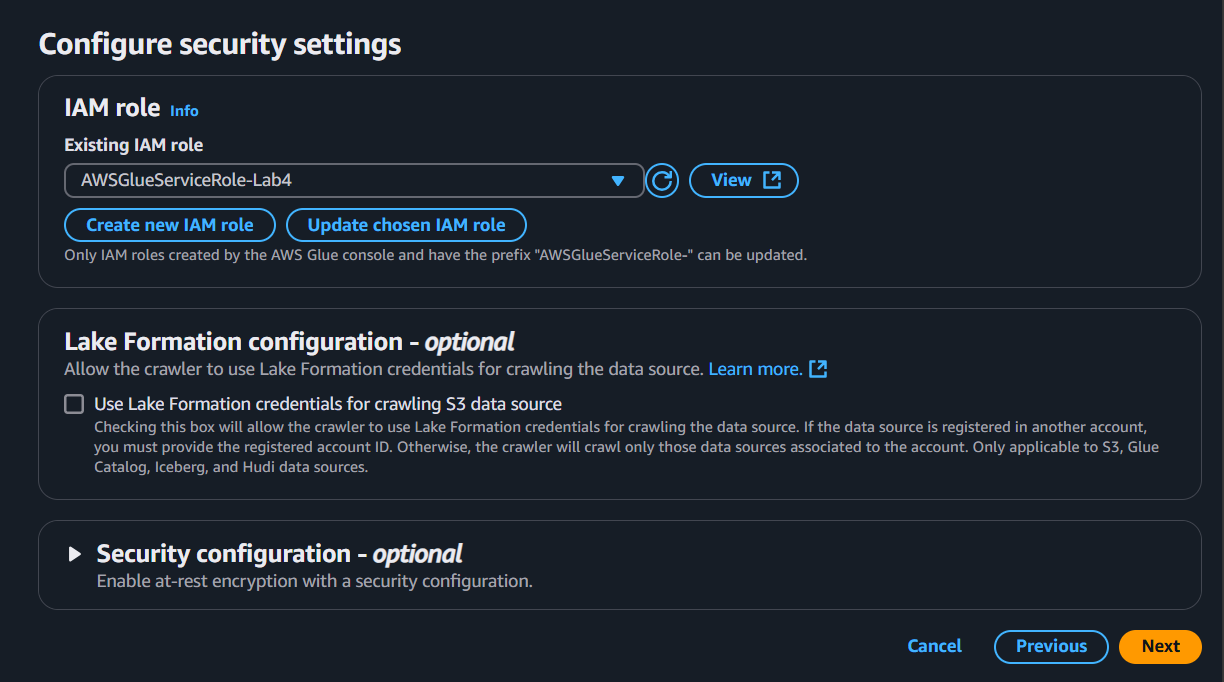 Configure security settings
IAM role Info
Existing IAM role
AWSGlueServiceRole-Lab4
View
Create new IAM role Update chosen IAM role
Only IAM roles created by the AWS Glue console and have the prefix "AWSGlueServiceRole-" can be updated.
Lake Formation configuration - optional
Allow the crawler to use Lake Formation credentials for crawling the data source. Learn more.
Use Lake Formation credentials for crawling S3 data source
Checking this box will allow the crawler to use Lake Formation credentials for crawling the data source. If the data source is registered in another account,
you must provide the registered account ID. Otherwise, the crawler will crawl only those data sources associated to the account. Only applicable to S3, Glue
Catalog, Iceberg, and Hudi data sources.
Security configuration - optional
Enable at-rest encryption with a security configuration.
Cancel Previous Next